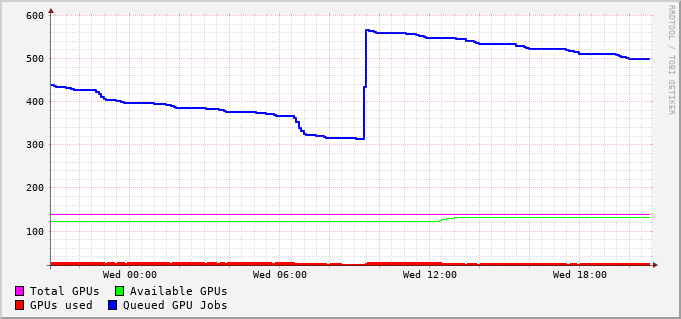 600
500
400
300
200
100
Wed 00:00 Wed 06:00 Wed 12:00 Wed 18:00
Total GPUs Available GPUs
GPUs used Queued GPU Jobs
RRDTOOL / TOBI OETIKER